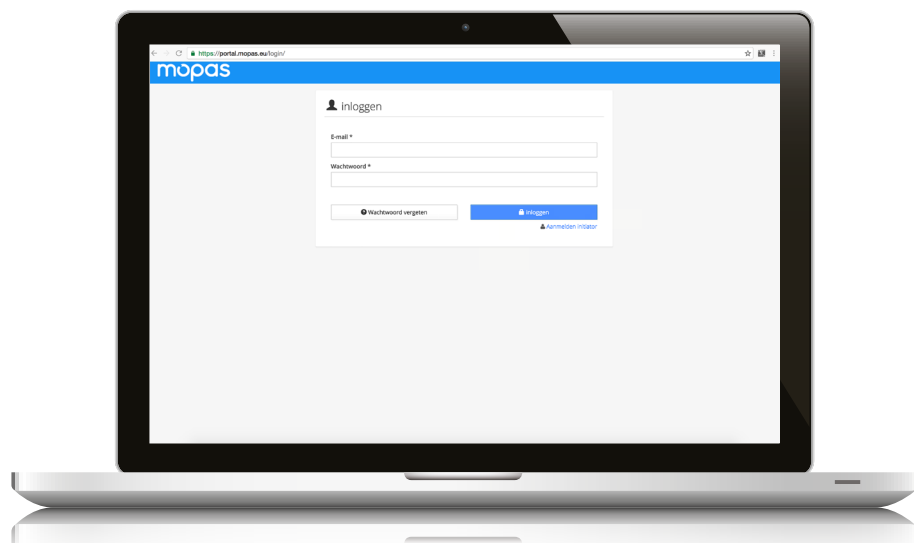 https://portal.mopas.eu/login/
mopas
inloggen
E-mail *
Wachtwoord *
Wachtwoord vergeten
inloggen
Aanmelden initiator